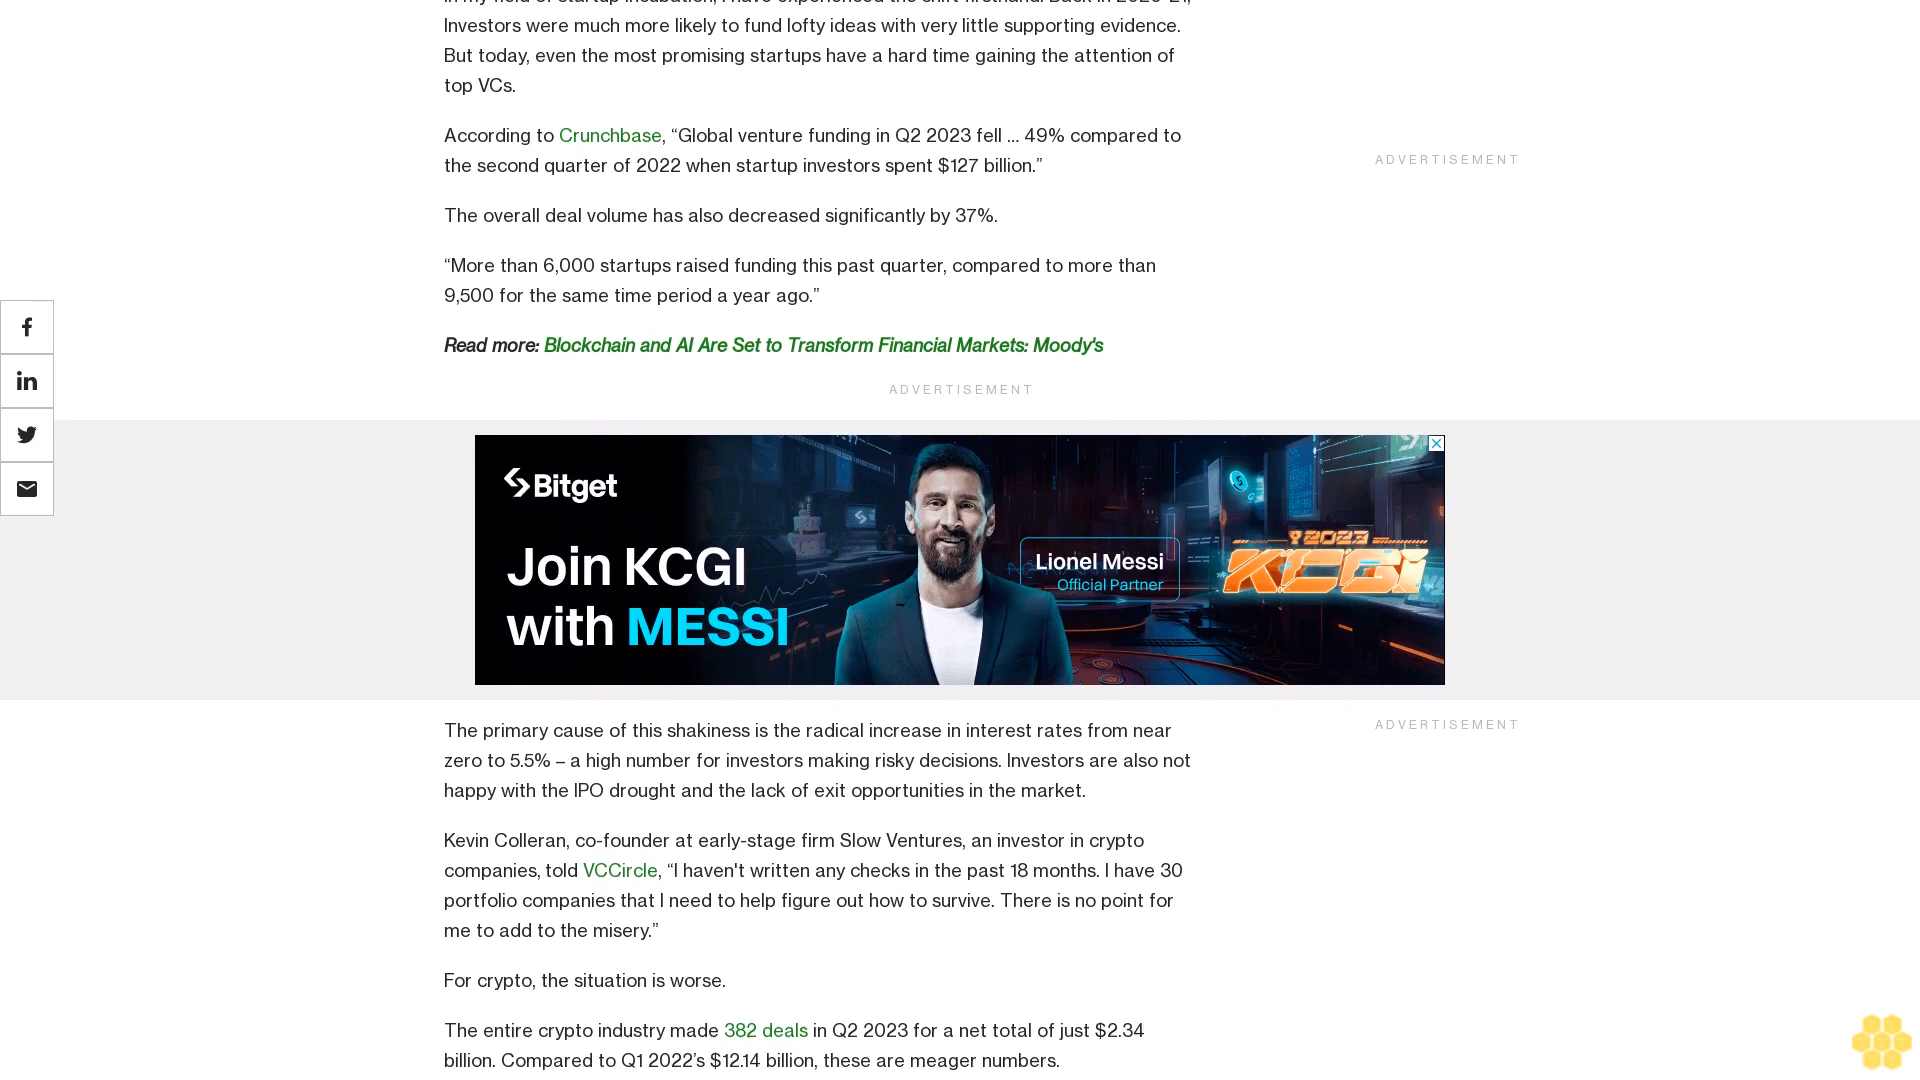 Investors were much more likely to fund lofty ideas with very little supporting evidence.
But today, even the most promising startups have a hard time gaining the attention of
top VCs.
According to Crunchbase, “Global venture funding in Q2 2023 fell ... 49% compared to
the second quarter of 2022 when startup investors spent $127 billion.”
ADVERTISEMENT
The overall deal volume has also decreased significantly by 37%.
“More than 6,000 startups raised funding this past quarter, compared to more than
9,500 for the same time period a year ago.”
Read more: Blockchain and AI Are Set to Transform Financial Markets: Moody's
ADVERTISEMENT
Bitget
Join KCGI
with MESSI
Lionel Messi
Official Partner
2023
KCGI
The primary cause of this shakiness is the radical increase in interest rates from near
zero to 5.5% – a high number for investors making risky decisions. Investors are also not
happy with the IPO drought and the lack of exit opportunities in the market.
ADVERTISEMENT
Kevin Colleran, co-founder at early-stage firm Slow Ventures, an investor in crypto
companies, told VCCircle, “I haven't written any checks in the past 18 months. I have 30
portfolio companies that I need to help figure out how to survive. There is no point for
me to add to the misery.”
For crypto, the situation is worse.
The entire crypto industry made 382 deals in Q2 2023 for a net total of just $2.34
billion. Compared to Q1 2022’s $12.14 billion, these are meager numbers.